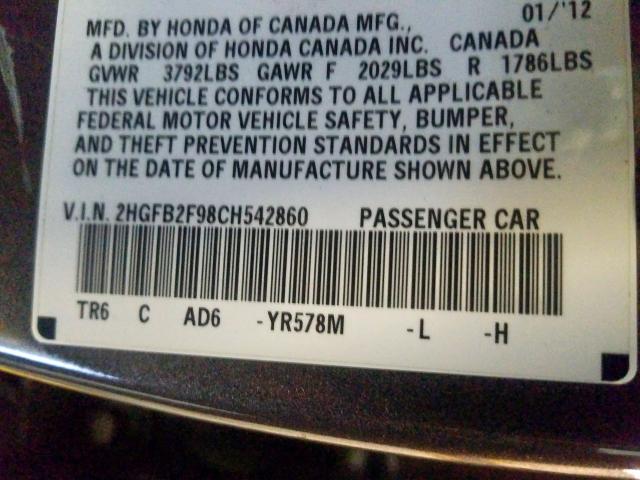 01/'12
MFD. BY HONDA OF CANADA MFG.,
A DIVISION OF HONDA CANADA INC. CANADA
GVWR 3792LBS GAWR F 2029LBS R 1786LBS
THIS VEHICLE CONFORMS TO ALL APPLICABLE
FEDERAL MOTOR VEHICLE SAFETY, BUMPER,
AND THEFT PREVENTION STANDARDS IN EFFECT
ON THE DATE OF MANUFACTURE SHOWN ABOVE.
V.I.N. 2HGFB2F98CH542860 PASSENGER CAR
TR6 C AD6 -YR578M -L -H